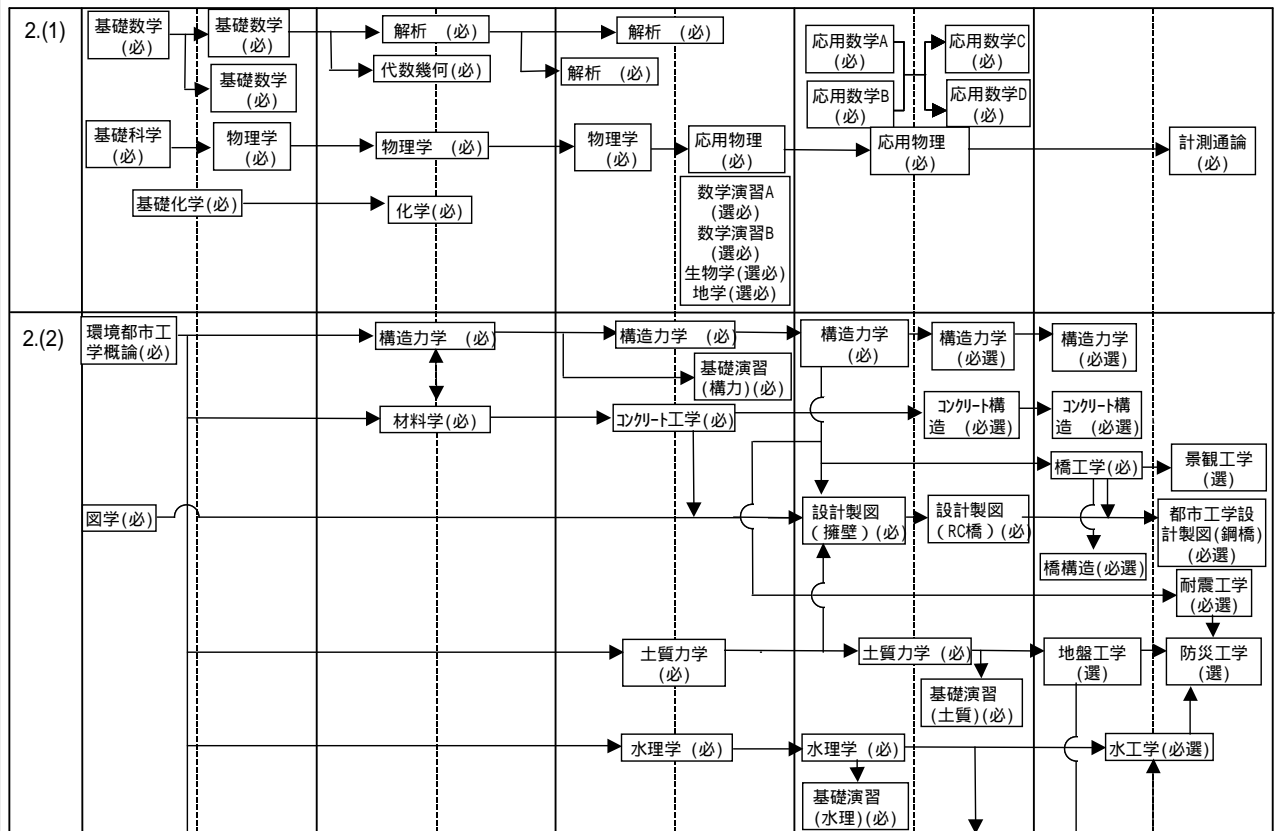 2.(1)
基礎数学
(必)
基礎数学
(必)
基礎数学
(必)
解析 (必)
代数幾何(必)
解析 (必)
解析 (必)
応用数学A
(必)
応用数学B
(必)
応用数学C
(必)
応用数学D
(必)
基礎科学
(必)
物理学
(必)
物理学 (必)
物理学
(必)
応用物理
(必)
応用物理
(必)
計測通論
(必)
基礎化学(必)
化学(必)
数学演習A
(選必)
数学演習B
(選必)
生物学(選必)
地学(選必)
2.(2)
環境都市工
学概論(必)
構造力学 (必)
構造力学 (必)
構造力学
(必)
構造力学
(必選)
構造力学
(必選)
基礎演習
(構力)(必)
材料学(必)
コンクリート工学(必)
コンクリート構
造 (必選)
コンクリート構
造 (必選)
橋工学(必)
景観工学
(選)
図学(必)
設計製図
(擁壁)(必)
設計製図
(RC橋)(必)
都市工学設
計製図(鋼橋)
(必選)
橋構造(必選)
耐震工学
(必選)
土質力学
(必)
土質力学 (必)
地盤工学
(選)
防災工学
(選)
基礎演習
(土質)(必)
水理学 (必)
水理学 (必)
水工学(必選)
基礎演習
(水理)(必)